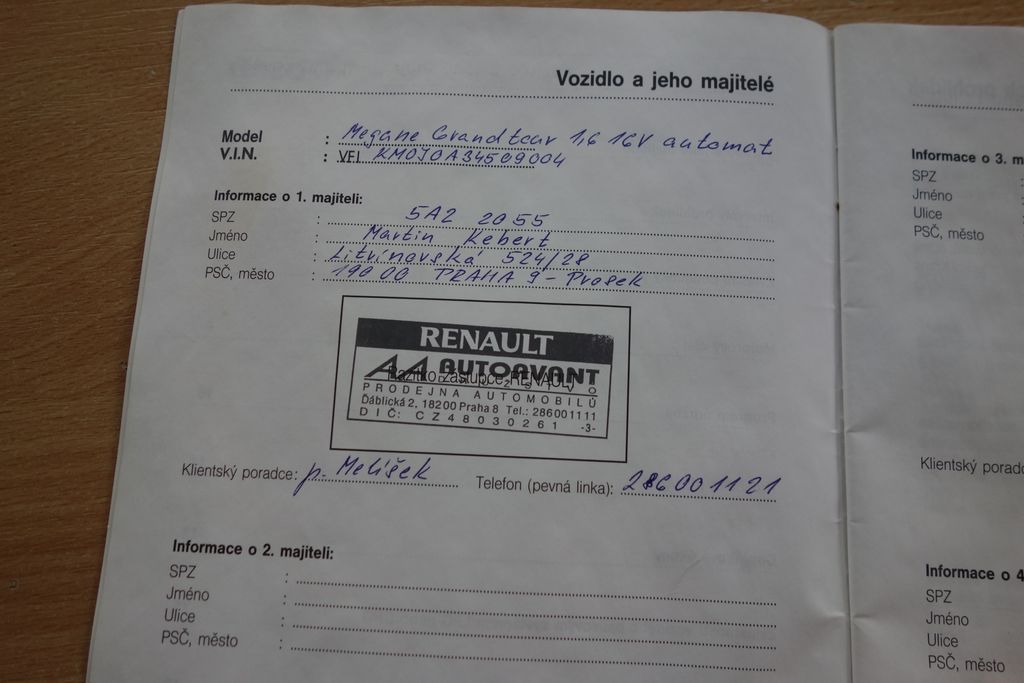 Vozidlo a jeho majitelé
Model : Megane Grandtour 1,6 16V automat
V.I.N. : VF1 KM0J0A34509004
Informace o 1. majiteli:
SPZ : 5A2 2055
Jméno : Martin Kebert
Ulice : Litvínovská 524/28
PSČ, město : 190 00 PRAHA 9 - Prosek
RENAULT
AUTOAVANT
Razítko zástupce RENAULT
PRODEJNA AUTOMOBILŮ
Ďáblická 2, 182 00 Praha 8 Tel.: 286001111
DIČ: CZ48030261 -3-
Klientský poradce: p. Melíšek Telefon (pevná linka): 286001121
Informace o 2. majiteli:
SPZ :
Jméno :
Ulice :
PSČ, město :
Informace o 3. m
SPZ
Jméno
Ulice
PSČ, město
Klientský porad
Informace o 4
SPZ
Jméno
Ulice
PSČ, město